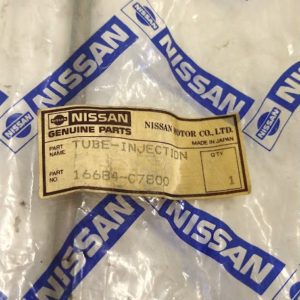 NISSAN
NISSAN
NISSAN
NISSAN
GENUINE PARTS
NISSAN MOTOR CO., LTD.
MADE IN JAPAN
PART NAME
TUBE-INJECTION
Q'TY
PART NO.
16684-C7800
1
NISSAN
NISSAN
NISSAN